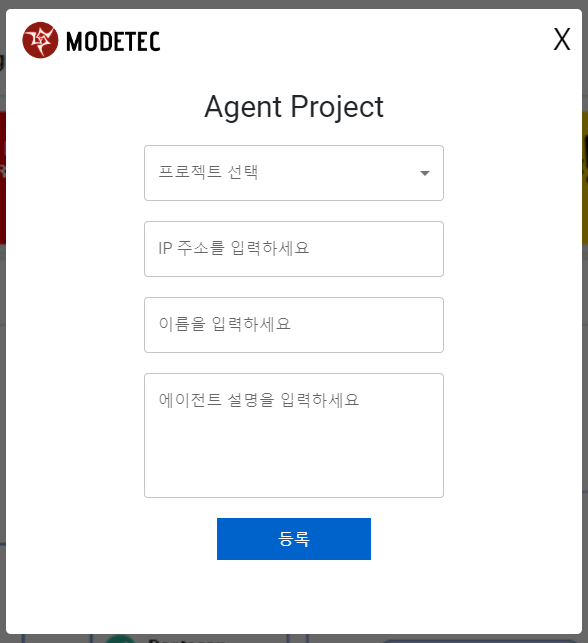 MODETEC
X
Agent Project
프로젝트 선택
IP 주소를 입력하세요
이름을 입력하세요
에이전트 설명을 입력하세요
등록